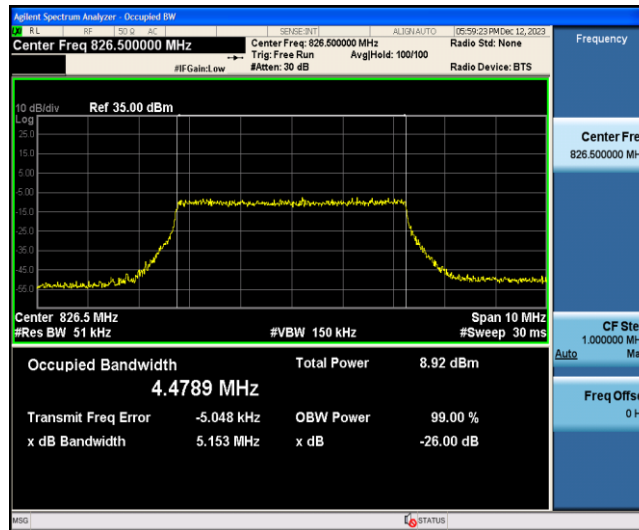 Agilent Spectrum Analyzer - Occupied BW
RL RF 50 Ω AC SENSE:INT ALIGN AUTO 05:59:23 PM Dec 12, 2023
Center Freq 826.500000 MHz
Center Freq: 826.500000 MHz
Radio Std: None
Trig: Free Run Avg|Hold: 100/100
#IFGain:Low
#Atten: 30 dB
Radio Device: BTS
10 dB/div Ref 35.00 dBm
Log
25.0
15.0
5.00
-5.00
-15.0
-25.0
-35.0
-45.0
-55.0
Center 826.5 MHz Span 10 MHz
#Res BW 51 kHz #VBW 150 kHz #Sweep 30 ms
Occupied Bandwidth Total Power 8.92 dBm
4.4789 MHz
Transmit Freq Error -5.048 kHz OBW Power 99.00 %
x dB Bandwidth 5.153 MHz x dB -26.00 dB
MSG STATUS
Frequency
Center Fre
826.500000 MH
CF Ste
1.000000 MH
Auto Ma
Freq Offse
0 H